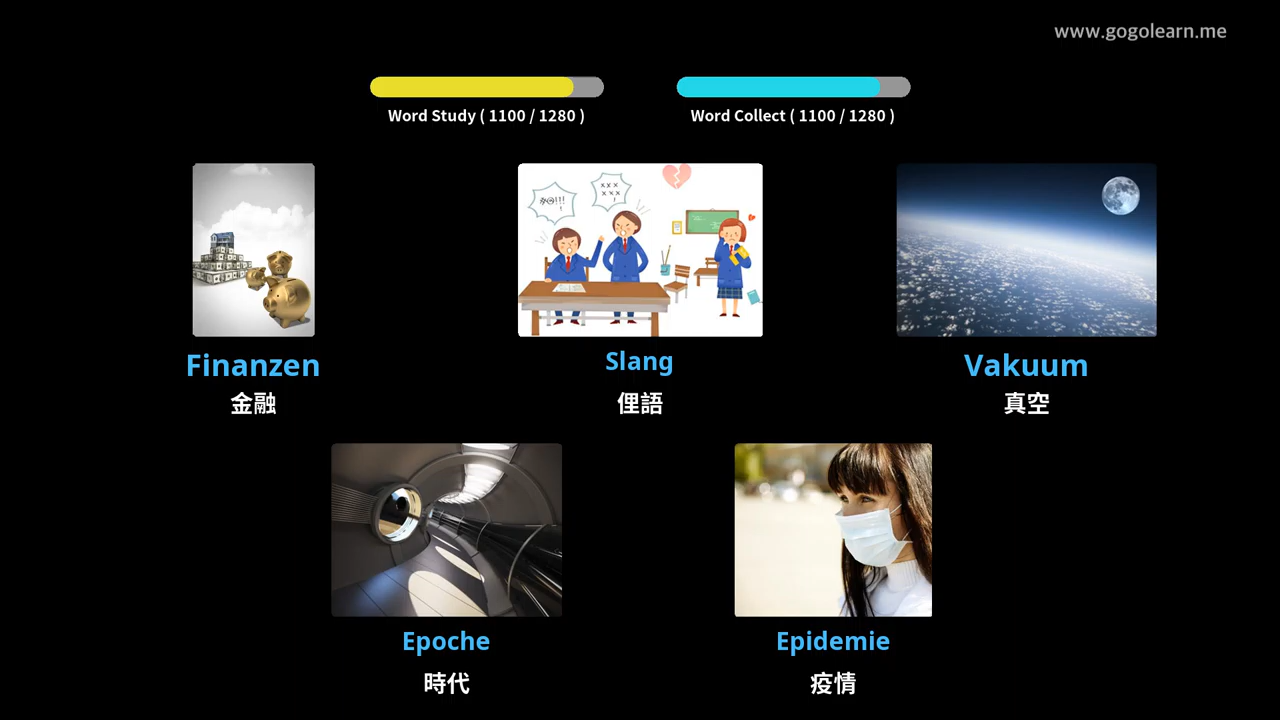 www.gogolearn.me
Word Study ( 1100 / 1280 )
Word Collect ( 1100 / 1280 )
Finanzen
金融
Slang
俚語
Vakuum
真空
Epoche
時代
Epidemie
疫情